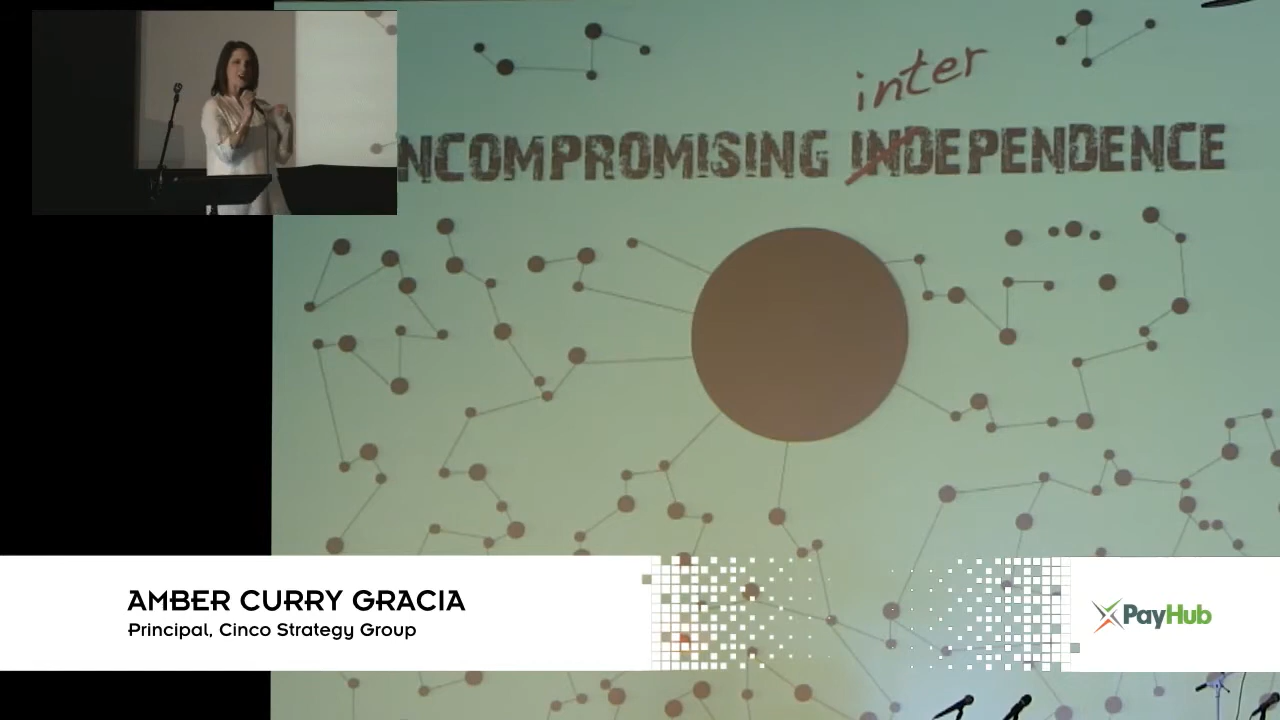 inter
NCOMPROMISING INDEPENDENCE
AMBER CURRY GRACIA
Principal, Cinco Strategy Group
PayHub